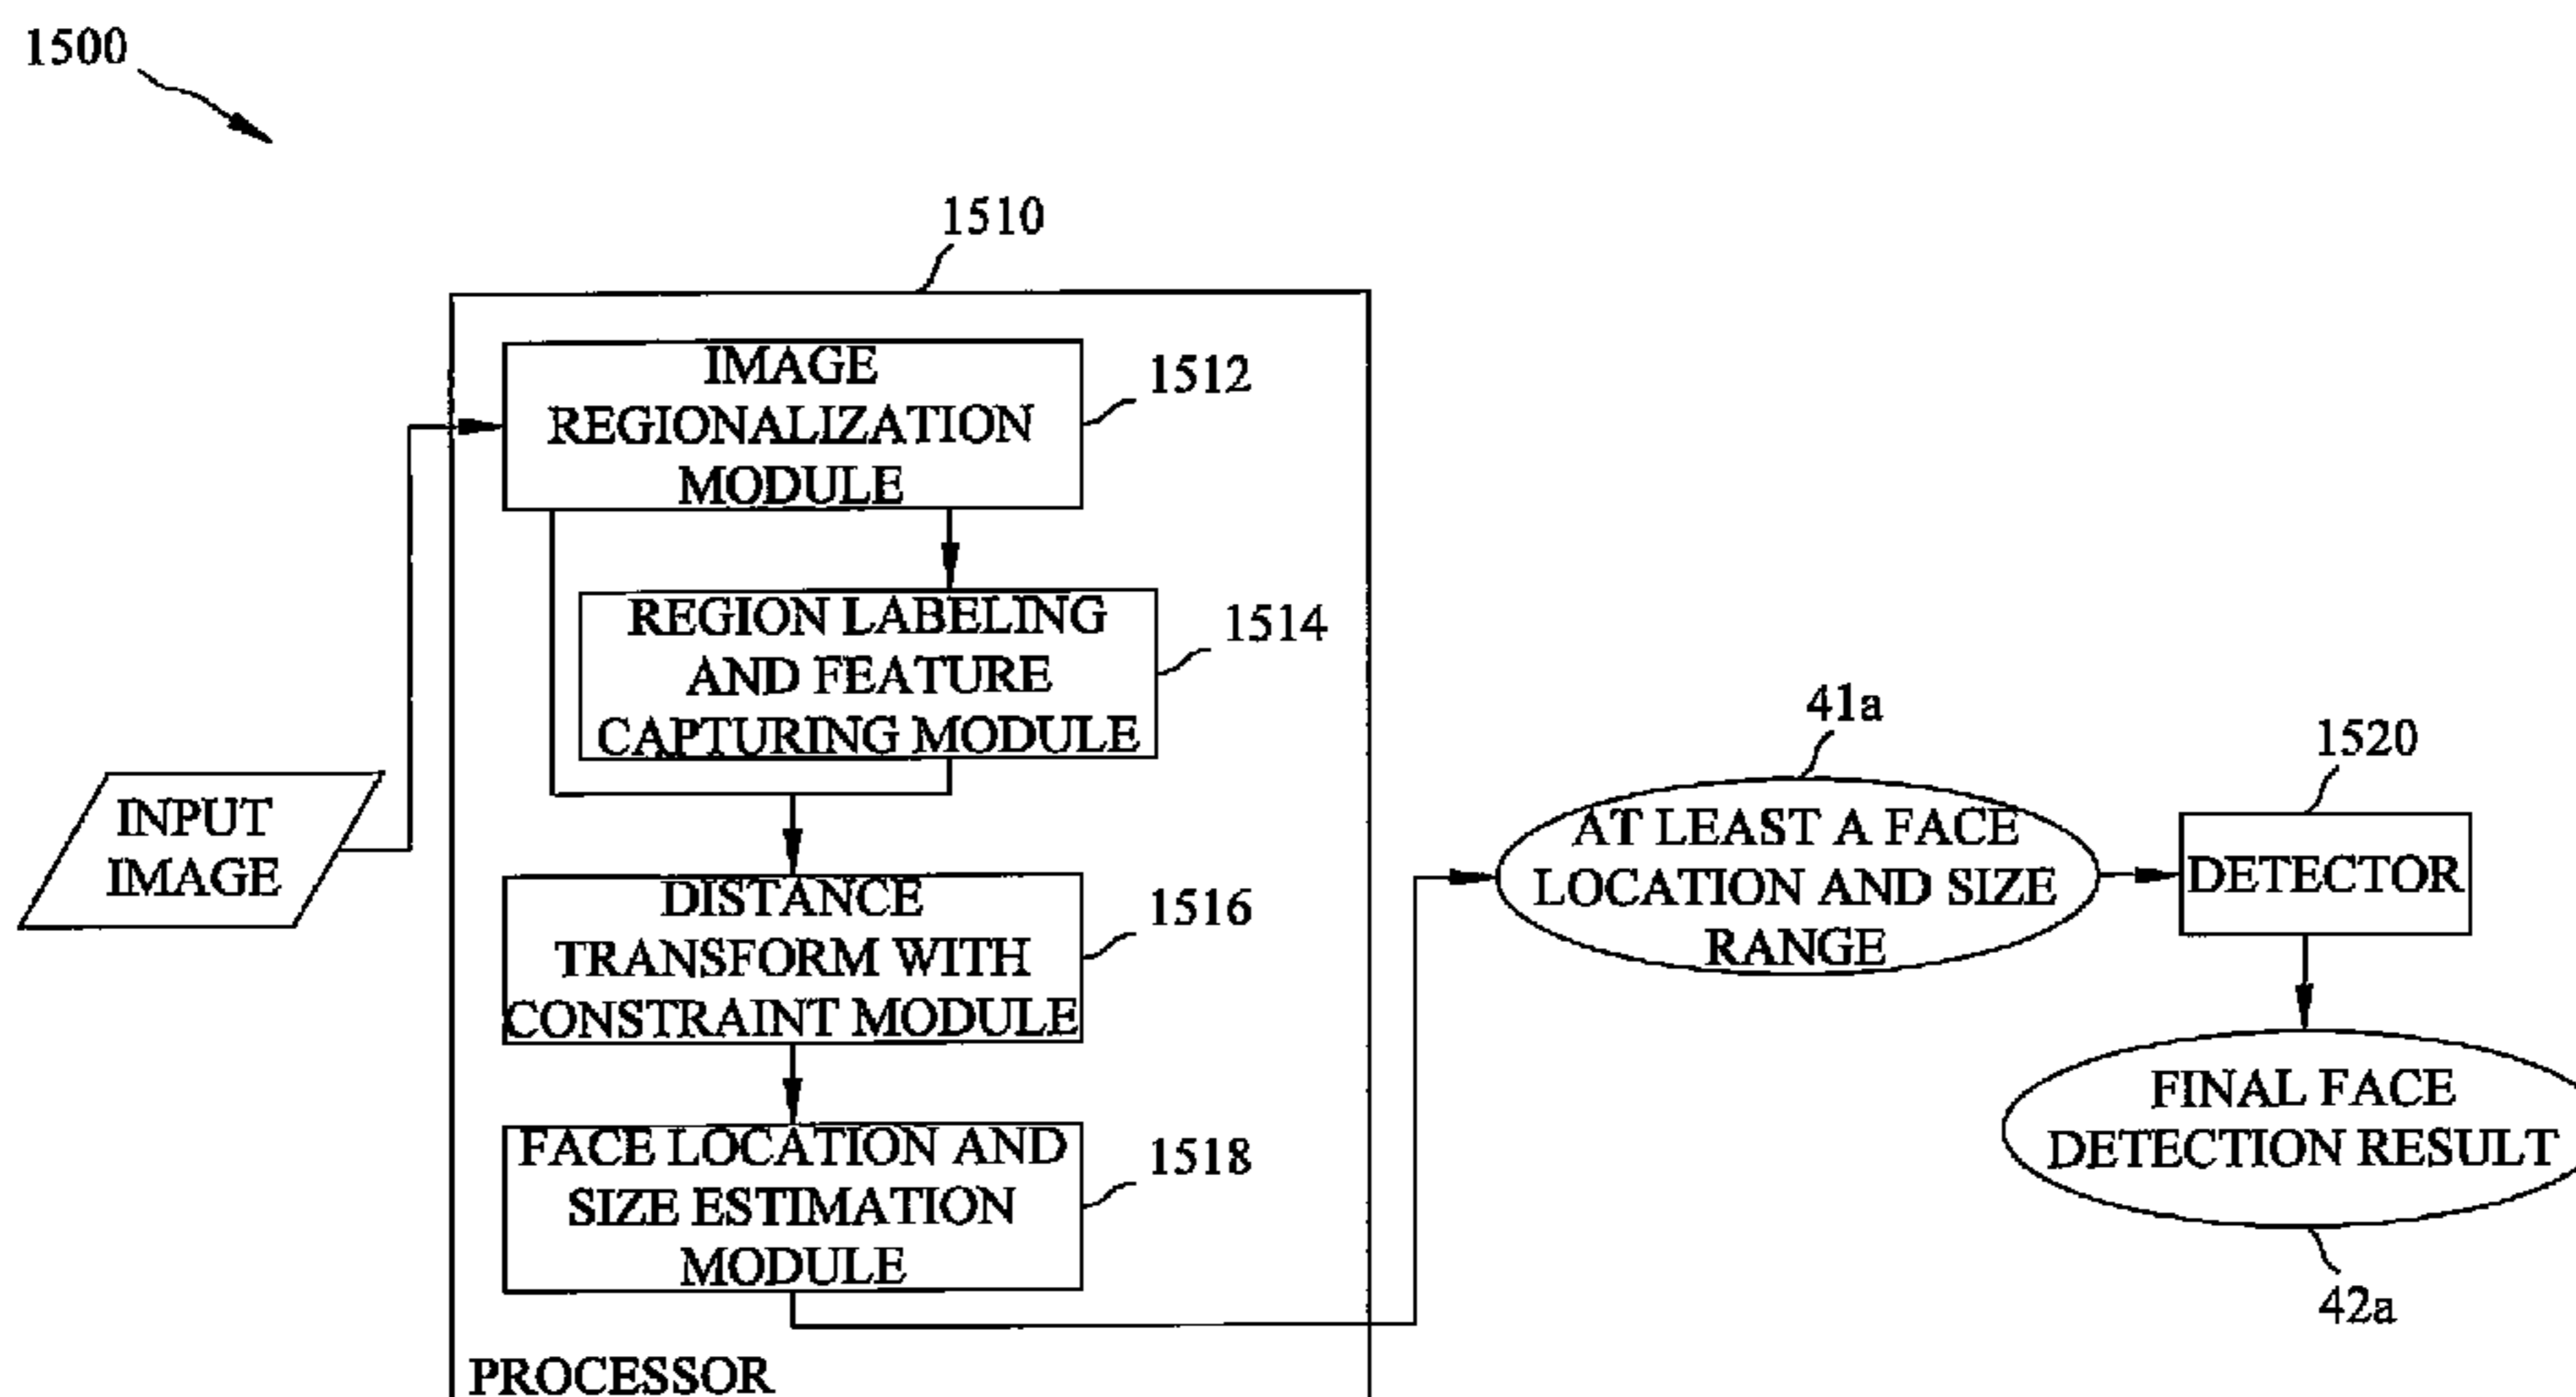 1500
1510
IMAGE
REGIONALIZATION
MODULE
1512
REGION LABELING
AND FEATURE
CAPTURING MODULE
1514
INPUT
IMAGE
DISTANCE
TRANSFORM WITH
CONSTRAINT MODULE
1516
FACE LOCATION AND
SIZE ESTIMATION
MODULE
1518
PROCESSOR
41a
AT LEAST A FACE
LOCATION AND SIZE
RANGE
1520
DETECTOR
FINAL FACE
DETECTION RESULT
42a